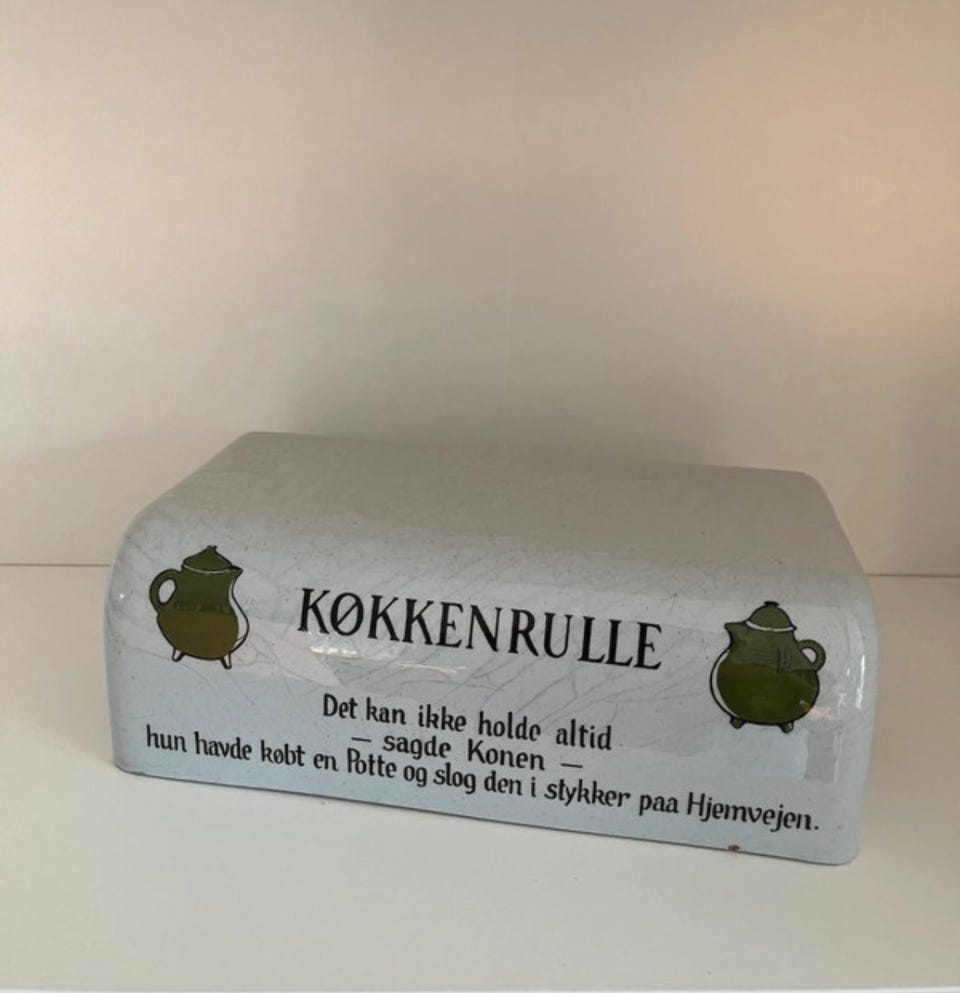 KØKKENRULLE
Det kan ikke holde altid
— sagde Konen —
hun havde købt en Potte og slog den i stykker paa Hjemvejen.